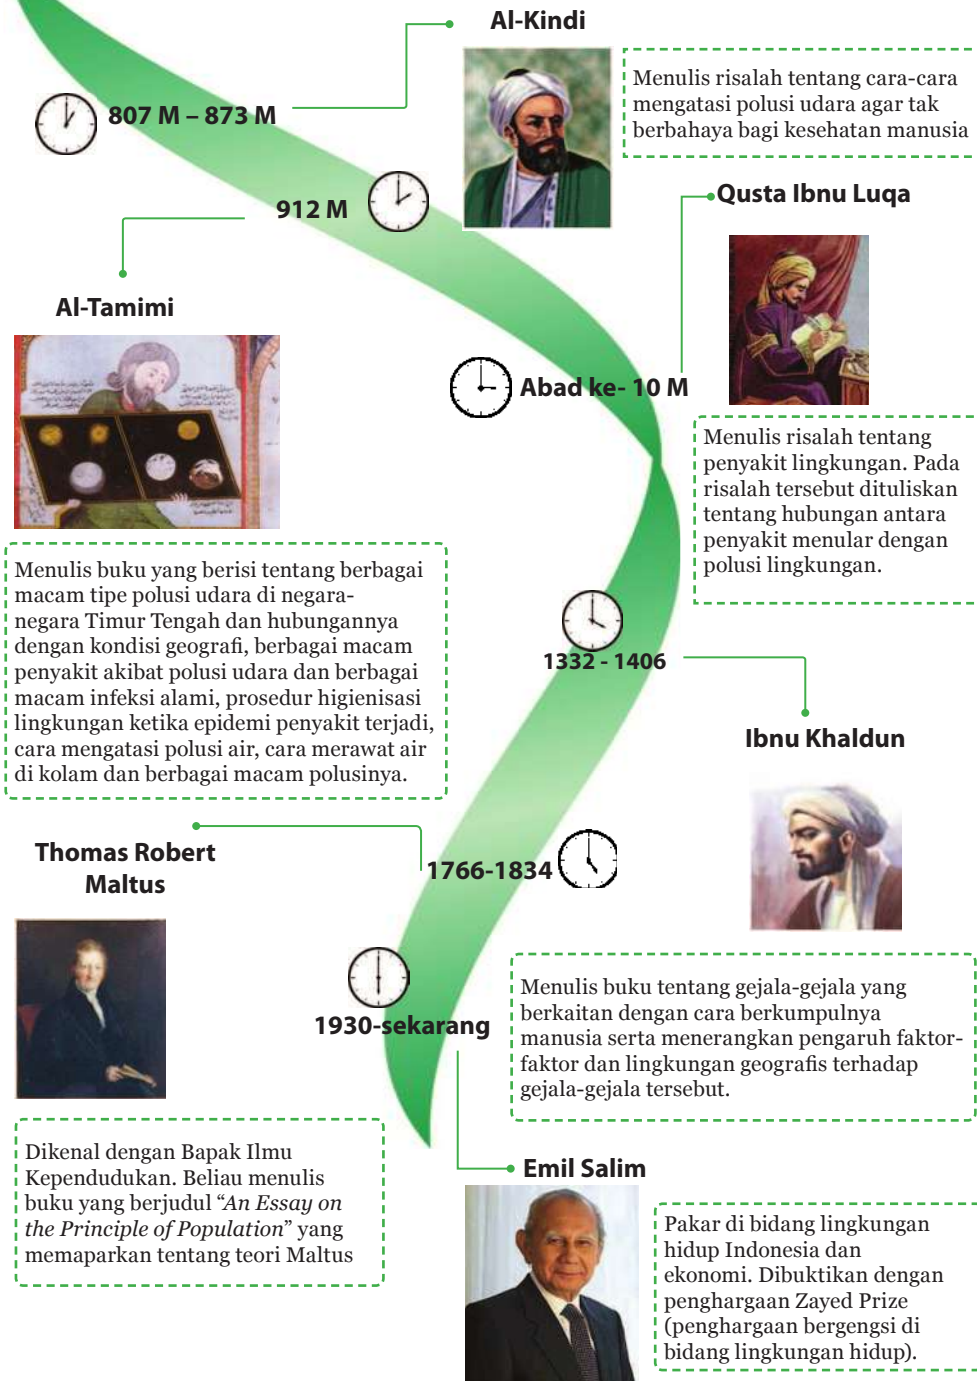 Al-Kindi
807 M – 873 M
Menulis risalah tentang cara-cara
mengatasi polusi udara agar tak
berbahaya bagi kesehatan manusia
912 M
Al-Tamimi
Menulis buku yang berisi tentang berbagai
macam tipe polusi udara di negara-
negara Timur Tengah dan hubungannya
dengan kondisi geografi, berbagai macam
penyakit akibat polusi udara dan berbagai
macam infeksi alami, prosedur higienisasi
lingkungan ketika epidemi penyakit terjadi,
cara mengatasi polusi air, cara merawat air
di kolam dan berbagai macam polusinya.
Qusta Ibnu Luqa
Abad ke- 10 M
Menulis risalah tentang
penyakit lingkungan. Pada
risalah tersebut dituliskan
tentang hubungan antara
penyakit menular dengan
polusi lingkungan.
1332 - 1406
Ibnu Khaldun
Menulis buku tentang gejala-gejala yang
berkaitan dengan cara berkumpulnya
manusia serta menerangkan pengaruh faktor-
faktor dan lingkungan geografis terhadap
gejala-gejala tersebut.
Thomas Robert
Maltus
1766-1834
Dikenal dengan Bapak Ilmu
Kependudukan. Beliau menulis
buku yang berjudul “An Essay on
the Principle of Population” yang
memaparkan tentang teori Maltus
1930-sekarang
Emil Salim
Pakar di bidang lingkungan
hidup Indonesia dan
ekonomi. Dibuktikan dengan
penghargaan Zayed Prize
(penghargaan bergengsi di
bidang lingkungan hidup).